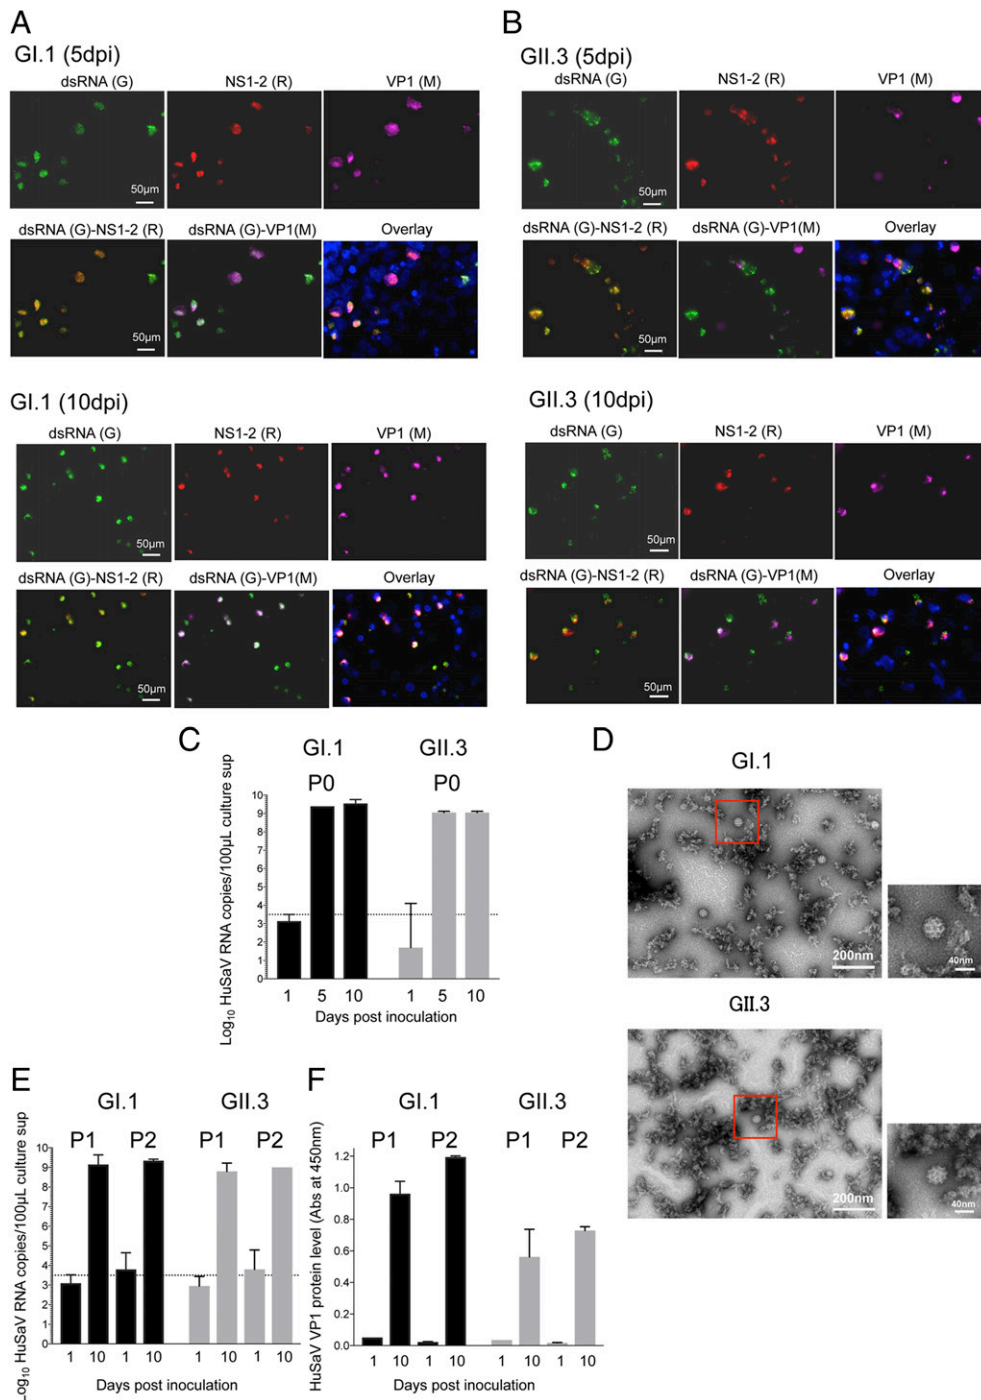 A
GI.1 (5dpi)
dsRNA (G) NS1-2 (R) VP1 (M)
50µm
dsRNA (G)-NS1-2 (R) dsRNA (G)-VP1(M) Overlay
50µm
GI.1 (10dpi)
dsRNA (G) NS1-2 (R) VP1 (M)
50µm
dsRNA (G)-NS1-2 (R) dsRNA (G)-VP1(M) Overlay
50µm
B
GII.3 (5dpi)
dsRNA (G) NS1-2 (R) VP1 (M)
50µm
dsRNA (G)-NS1-2 (R) dsRNA (G)-VP1(M) Overlay
50µm
GII.3 (10dpi)
dsRNA (G) NS1-2 (R) VP1 (M)
50µm
dsRNA (G)-NS1-2 (R) dsRNA (G)-VP1(M) Overlay
50µm
C
GI.1 GII.3
P0 P0
Log10 HuSaV RNA copies/100µL culture sup
10
9
8
7
6
5
4
3
2
1
0
1 5 10 1 5 10
Days post inoculation
D
GI.1
200nm
40nm
GII.3
200nm
40nm
E
GI.1 GII.3
P1 P2 P1 P2
Log10 HuSaV RNA copies/100µL culture sup
10
9
8
7
6
5
4
3
2
1
0
1 10 1 10 1 10 1 10
Days post inoculation
F
GI.1 GII.3
P1 P2 P1 P2
HuSaV VP1 protein level (Abs at 450nm)
1.2
1.0
0.8
0.6
0.4
0.2
0.0
1 10 1 10 1 10 1 10
Days post inoculation